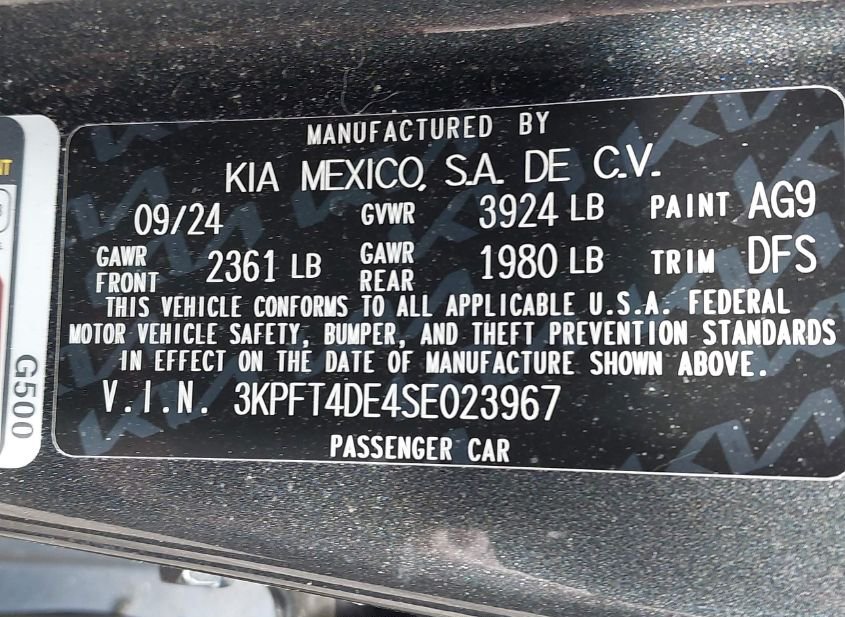 MANUFACTURED BY
KIA MEXICO, S.A. DE C.V.
09/24 GVWR 3924 LB PAINT AG9
GAWR FRONT 2361 LB GAWR REAR 1980 LB TRIM DFS
THIS VEHICLE CONFORMS TO ALL APPLICABLE U.S.A. FEDERAL
MOTOR VEHICLE SAFETY, BUMPER, AND THEFT PREVENTION STANDARDS
IN EFFECT ON THE DATE OF MANUFACTURE SHOWN ABOVE.
V.I.N. 3KPFT4DE4SE023967
PASSENGER CAR
G500